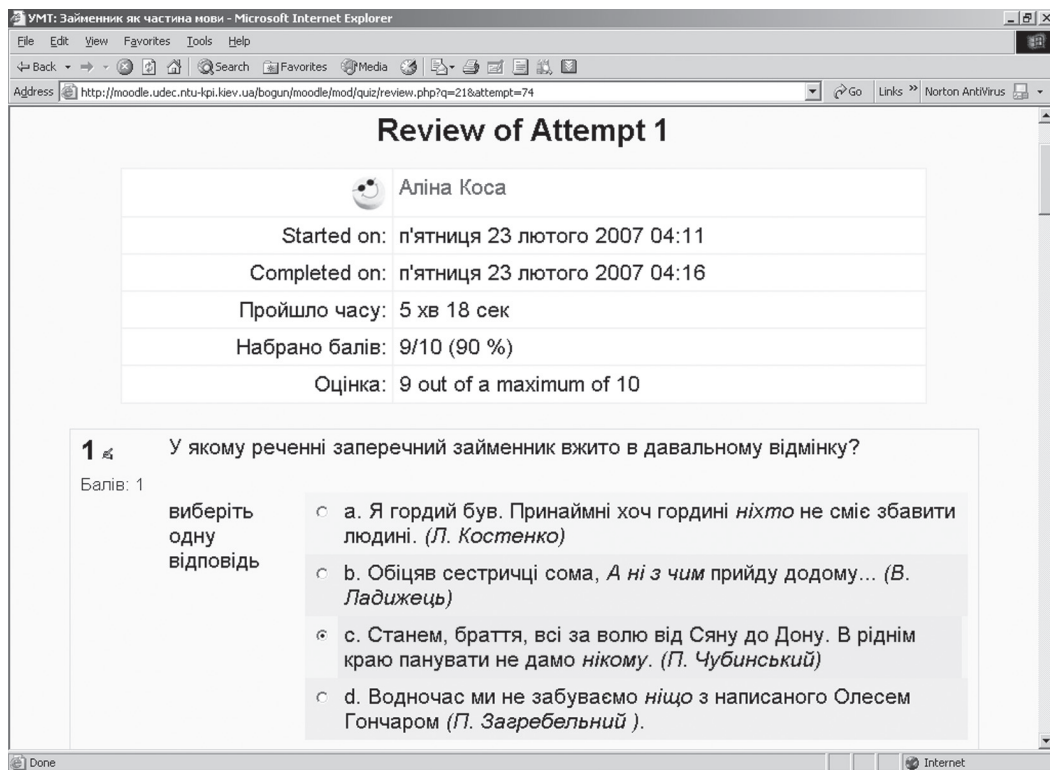 УМТ: Займенник як частина мови - Microsoft Internet Explorer
File Edit View Favorites Tools Help
Back Search Favorites Media
Address http://moodle.udec.ntu-kpi.kiev.ua/bogun/moodle/mod/quiz/review.php?q=21&attempt=74 Go Links » Norton AntiVirus
Review of Attempt 1
Аліна Коса
Started on: п'ятниця 23 лютого 2007 04:11
Completed on: п'ятниця 23 лютого 2007 04:16
Пройшло часу: 5 хв 18 сек
Набрано балів: 9/10 (90 %)
Оцінка: 9 out of a maximum of 10
1 У якому реченні заперечний займенник вжито в давальному відмінку?
Балів: 1
виберіть
одну
відповідь
a. Я гордий був. Принаймні хоч гордині ніхто не сміє збавити
людині. (Л. Костенко)
b. Обіцяв сестричці сома, А ні з чим прийду додому... (В.
Ладижець)
c. Станем, браття, всі за волю від Сяну до Дону. В ріднім
краю панувати не дамо нікому. (П. Чубинський)
d. Водночас ми не забуваємо ніщо з написаного Олесем
Гончаром (П. Загребельний ).
Done Internet